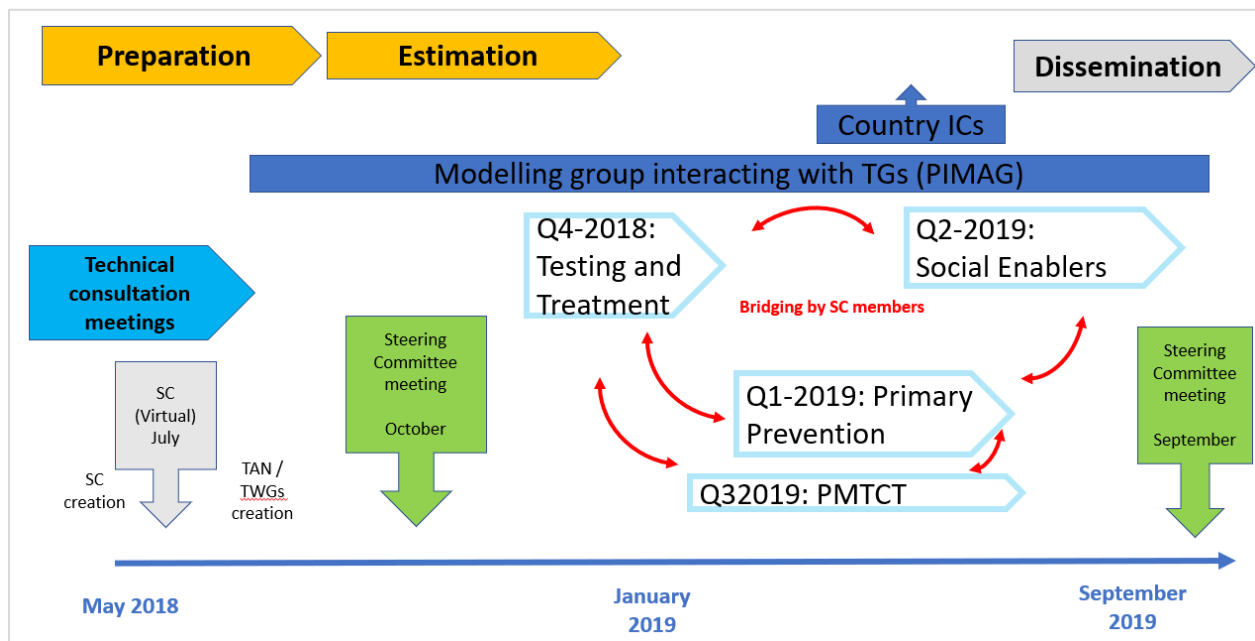 Preparation
Estimation
Dissemination
Country ICs
Modelling group interacting with TGs (PIMAG)
Technical
consultation
meetings
Q4-2018:
Testing and
Treatment
Q2-2019:
Social Enablers
Bridging by SC members
SC
(Virtual)
July
SC
creation
TAN /
TWGs
creation
Steering
Committee
meeting
October
Q1-2019: Primary
Prevention
Q32019: PMTCT
Steering
Committee
meeting
September
May 2018
January
2019
September
2019